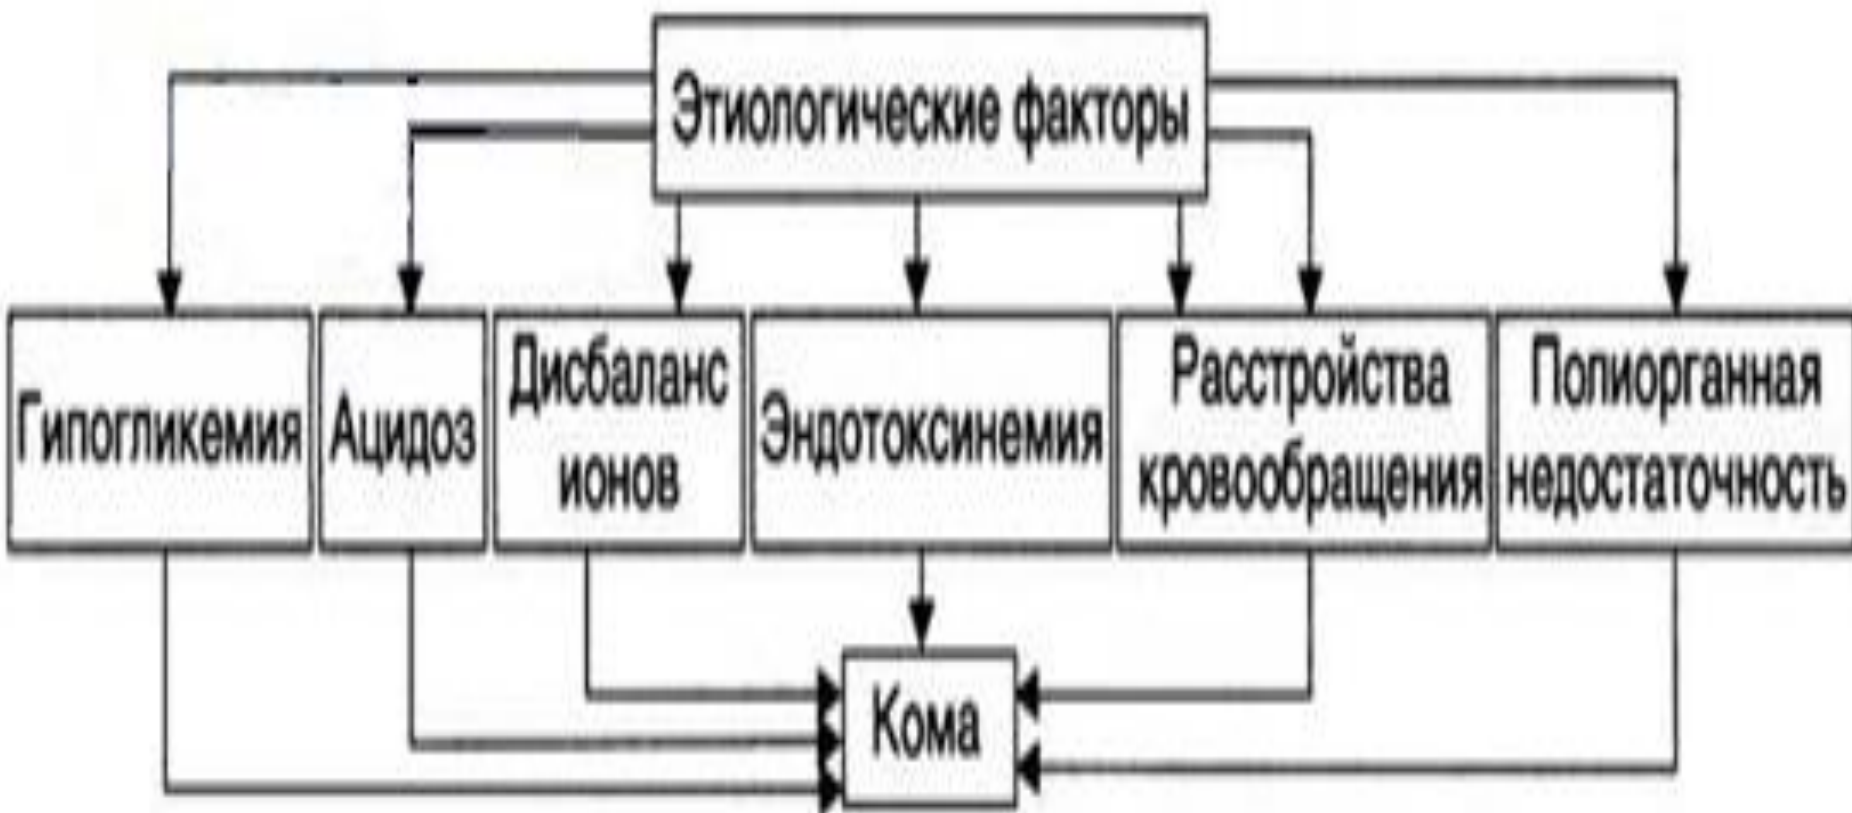 Этиологические факторы
Гипогликемия
Ацидоз
Дисбаланс
ионов
Эндотоксинемия
Расстройства
кровообращения
Полиорганная
недостаточность
Кома